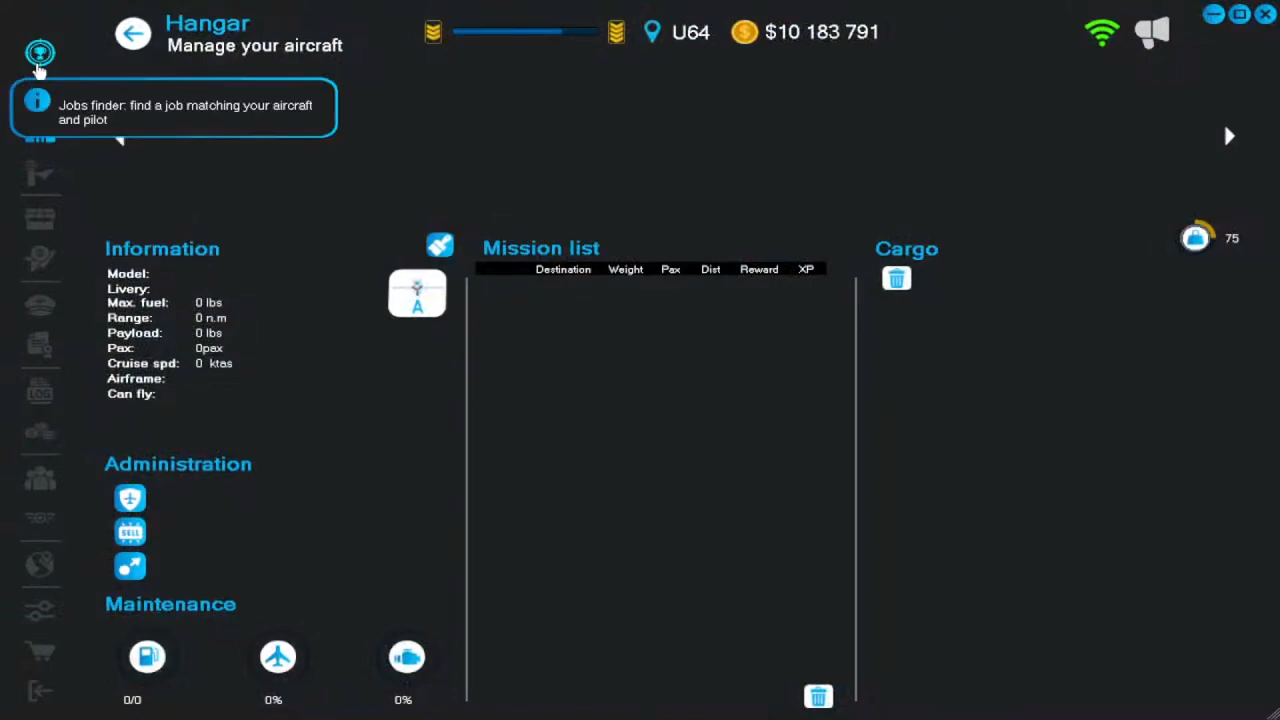 Hangar
Manage your aircraft
U64
$10 183 791
Jobs finder: find a job matching your aircraft
and pilot
Information
Model:
Livery:
Max. fuel: 0 lbs
Range: 0 n.m
Payload: 0 lbs
Pax: 0pax
Cruise spd: 0 ktas
Airframe:
Can fly:
A
Administration
SELL
Maintenance
0/0
0%
0%
Mission list
Destination Weight Pax Dist Reward XP
Cargo
75